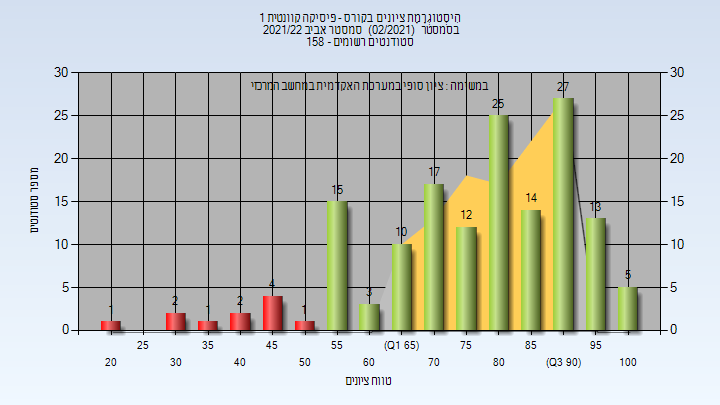 היסטוגרמת ציונים בקורס - פיסיקה קוונטית 1
בסמסטר (02/2021) סמסטר אביב 2021/22
סטודנטים רשומים - 158
במשימה : ציון סופי במערכת האקדמית במחשב המרכזי
מספר סטודנטים
30 25 20 15 10 5 0
1 2 1 2 4 1 15 3 10 17 12 25 14 27 13 5
30 25 20 15 10 5 0
25 35 45 55 (Q1 65) 75 85 95
20 30 40 50 60 70 80 (Q3 90) 100
טווח ציונים